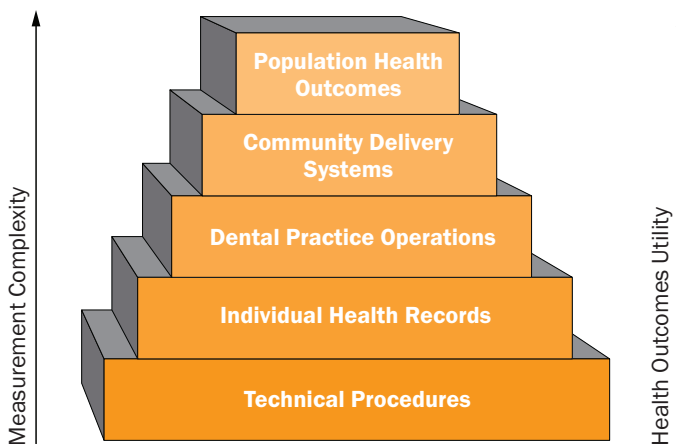 Population Health
Outcomes
Community Delivery
Systems
Dental Practice Operations
Individual Health Records
Technical Procedures
Measurement Complexity
Health Outcomes Utility